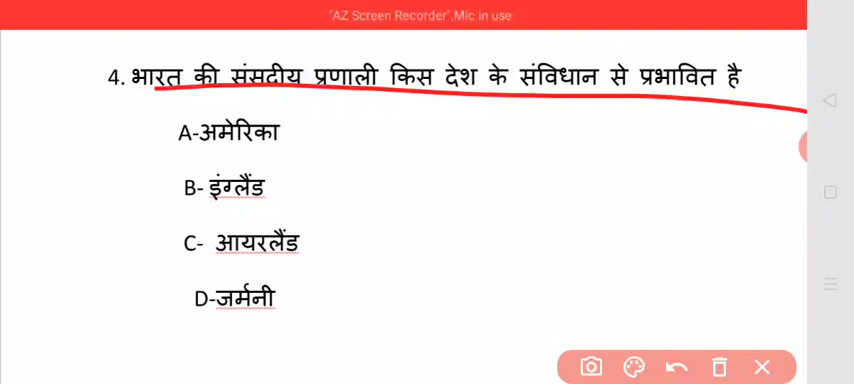 "AZ Screen Recorder",Mic in use
4. भारत की संसदीय प्रणाली किस देश के संविधान से प्रभावित है
A-अमेरिका
B- इंग्लैंड
C- आयरलैंड
D-जर्मनी